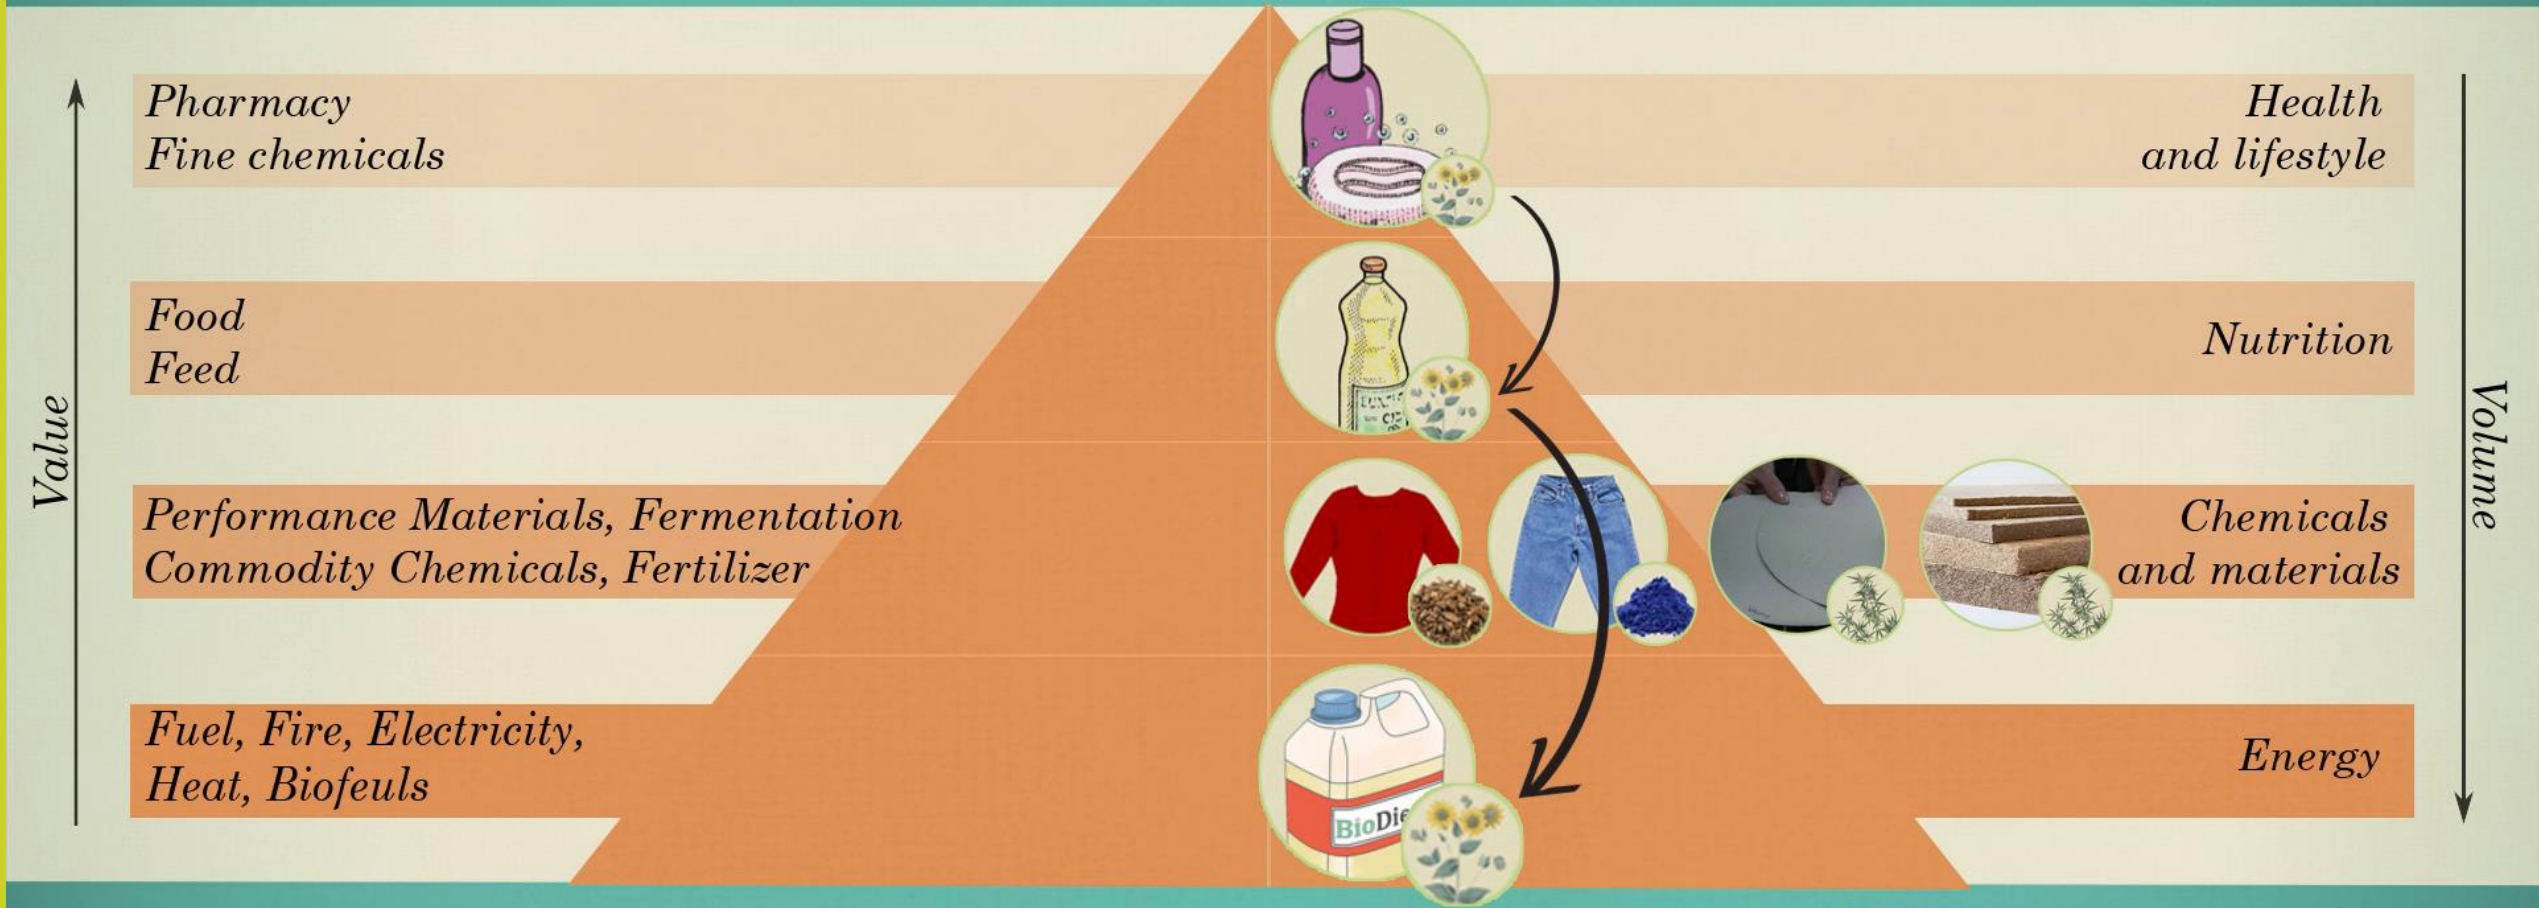 Pharmacy
Fine chemicals
Health
and lifestyle
Food
Feed
Nutrition
Value
Volume
Performance Materials, Fermentation
Commodity Chemicals, Fertilizer
Chemicals
and materials
Fuel, Fire, Electricity,
Heat, Biofeuls
Energy
BioDie